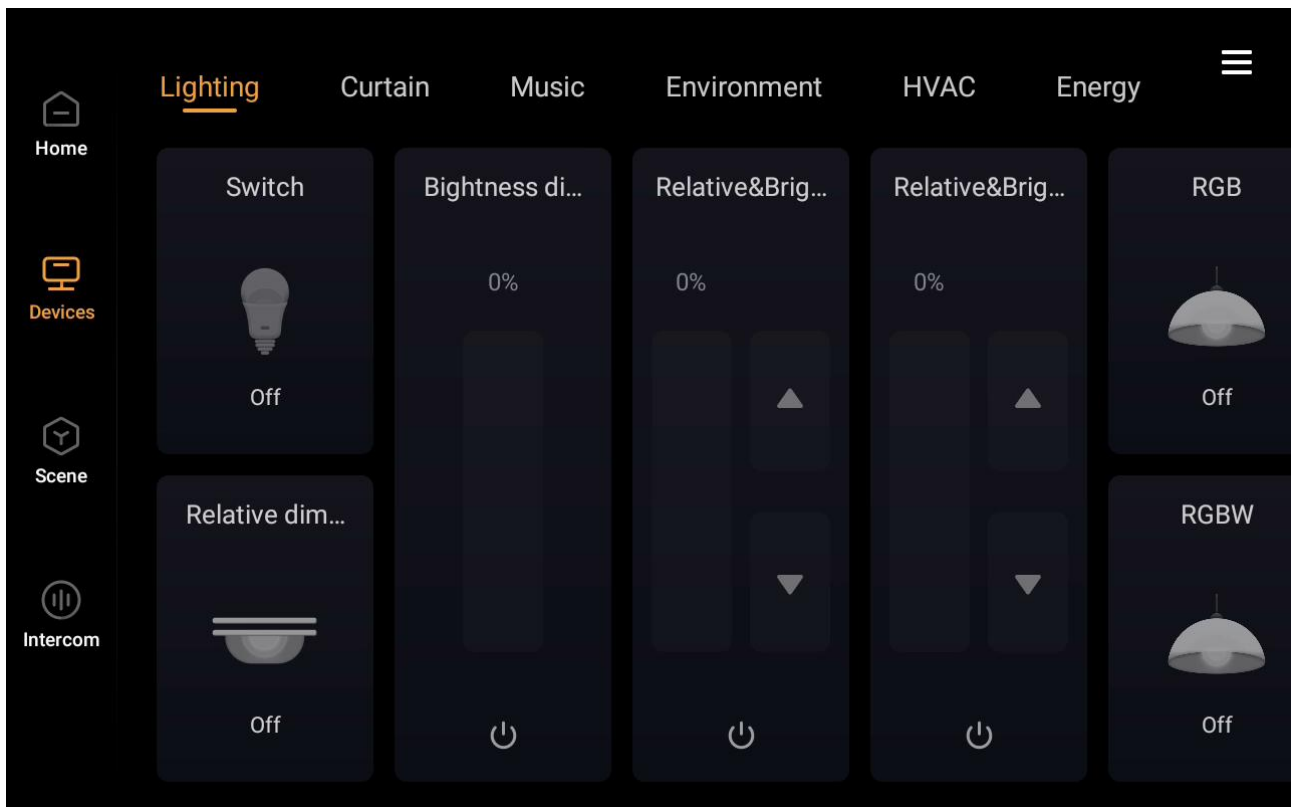 Lighting Curtain Music Environment HVAC Energy
Home
Devices
Scene
Intercom
Switch
Off
Bightness di...
0%
Relative&Brig...
0%
Relative&Brig...
0%
RGB
Off
Relative dim...
Off
RGBW
Off